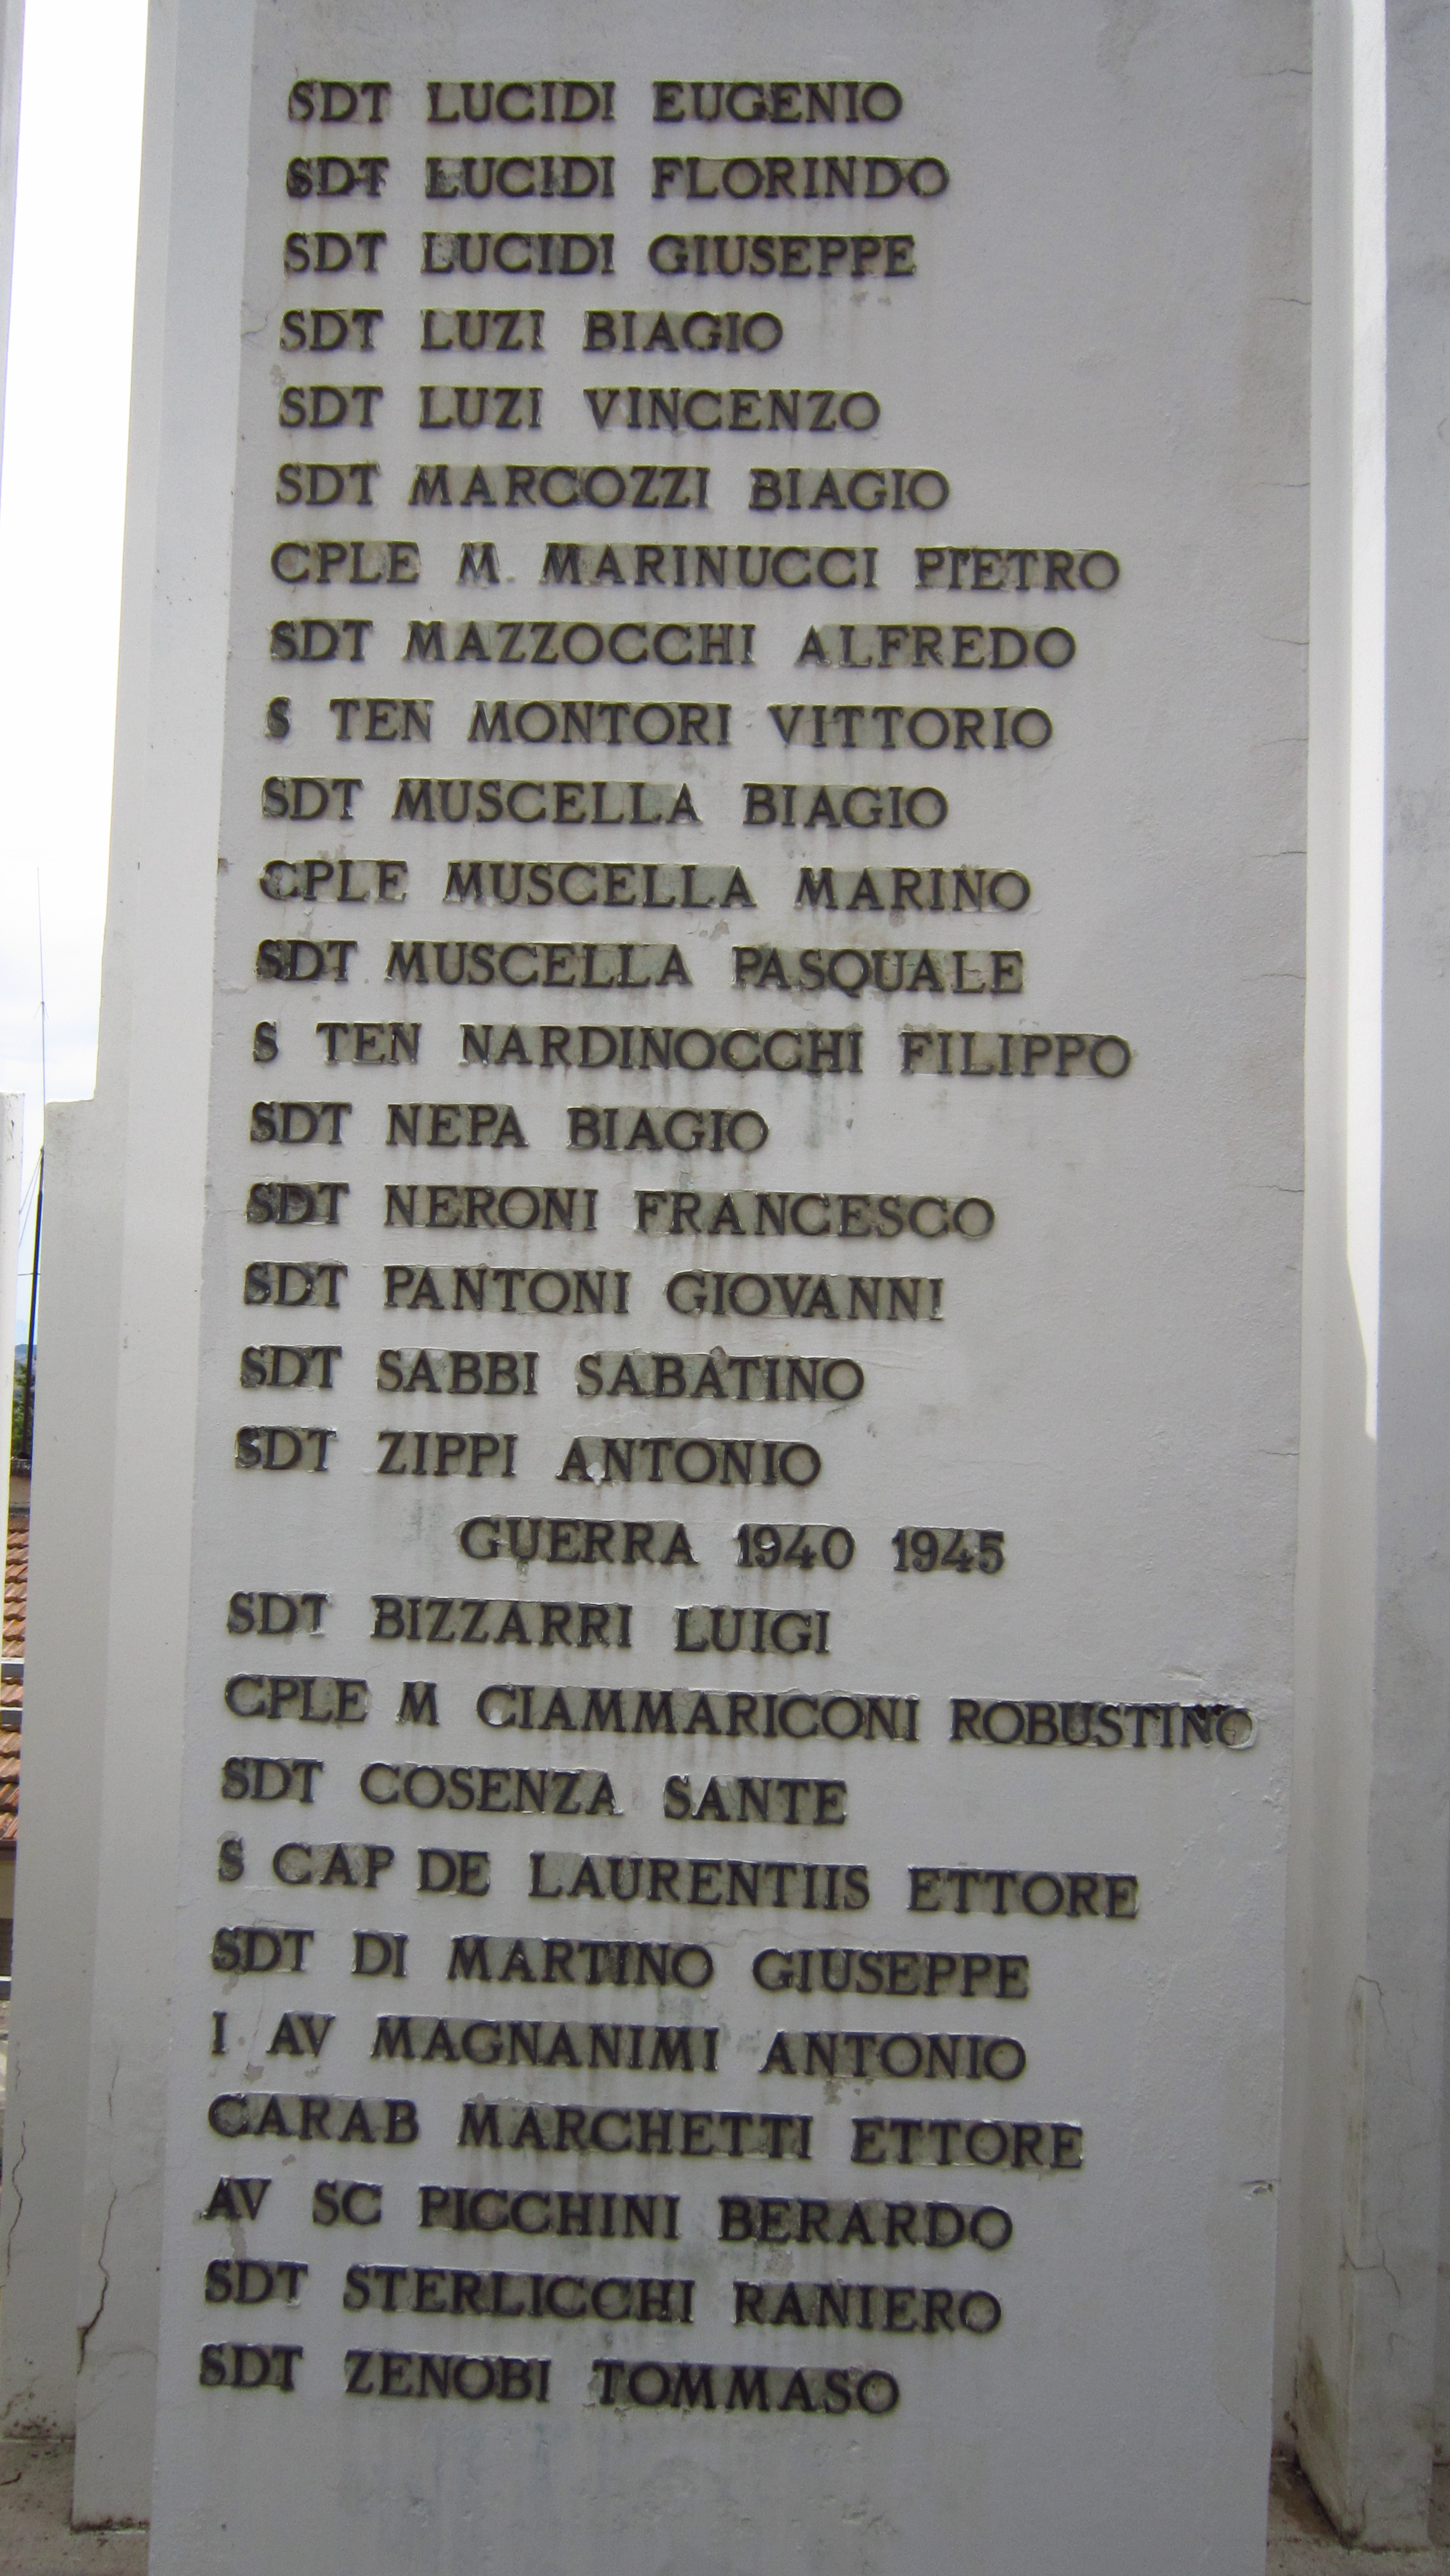 SDT LUCIDI EUGENIO
SDT LUCIDI FLORINDO
SDT LUCIDI GIUSEPPE
SDT LUZI BIAGIO
SDT LUZI VINCENZO
SDT MARCOZZI BIAGIO
CPLE M. MARINUCCI PIETRO
SDT MAZZOCCHI ALFREDO
S TEN MONTORI VITTORIO
SDT MUSCELLA BIAGIO
CPLE MUSCELLA MARINO
SDT MUSCELLA PASQUALE
S TEN NARDINOCCHI FILIPPO
SDT NEPA BIAGIO
SDT NERONI FRANCESCO
SDT PANTONI GIOVANNI
SDT SABBI SABATINO
SDT ZIPPI ANTONIO
GUERRA 1940 1945
SDT BIZZARRI LUIGI
CPLE M CIAMMARICONI ROBUSTINO
SDT COSENZA SANTE
S CAP DE LAURENTIIS ETTORE
SDT DI MARTINO GIUSEPPE
I. AV MAGNANIMI ANTONIO
CARAB MARCHETTI ETTORE
AV SC PICCHINI BERARDO
SDT STERLICCHI RANIERO
SDT ZENOBI TOMMASO